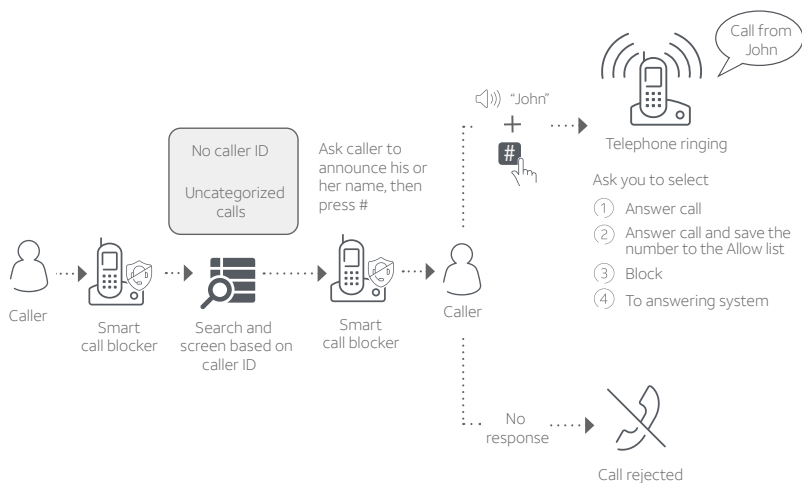 Call from
John
“John”
+
#
Telephone ringing
No caller ID
Uncategorized
calls
Ask caller to
announce his or
her name, then
press #
Ask you to select
1 Answer call
2 Answer call and save the
number to the Allow list
3 Block
4 To answering system
Caller
Smart
call blocker
Search and
screen based on
caller ID
Smart
call blocker
Caller
No
response
Call rejected